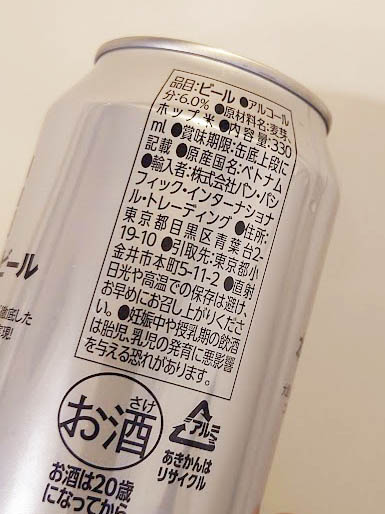 品目:ビール ●アルコール
分:6.0% ●原材料名:麦芽、
ホップ、米 ●内容量:330
ml ●賞味期限:缶底上段に
記載 ●原産国名:ベトナム
●輸入者:株式会社パン・パシ
フィック・インターナショナ
ル・トレーディング ●住所:
東京都目黒区青葉台2-
19-10 ●引取先:東京都小
金井市本町5-11-2 ●直射
日光や高温での保存は避け、
お早めにお召し上がりくださ
い。●妊娠中や授乳期の飲酒
は胎児、乳児の発育に悪影響
を与える恐れがあります。
ール
徹底した
実現!
さけ
お酒
お酒は20歳
になってから
アルミ
あきかんは
リサイクル